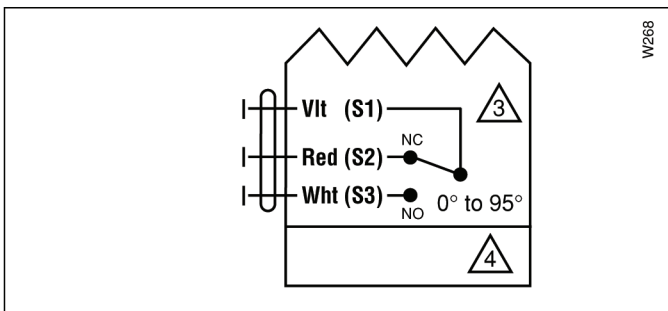 W268
3
Vlt (S1)
NC
Red (S2)
Wht (S3)
0° to 95°
NO
4